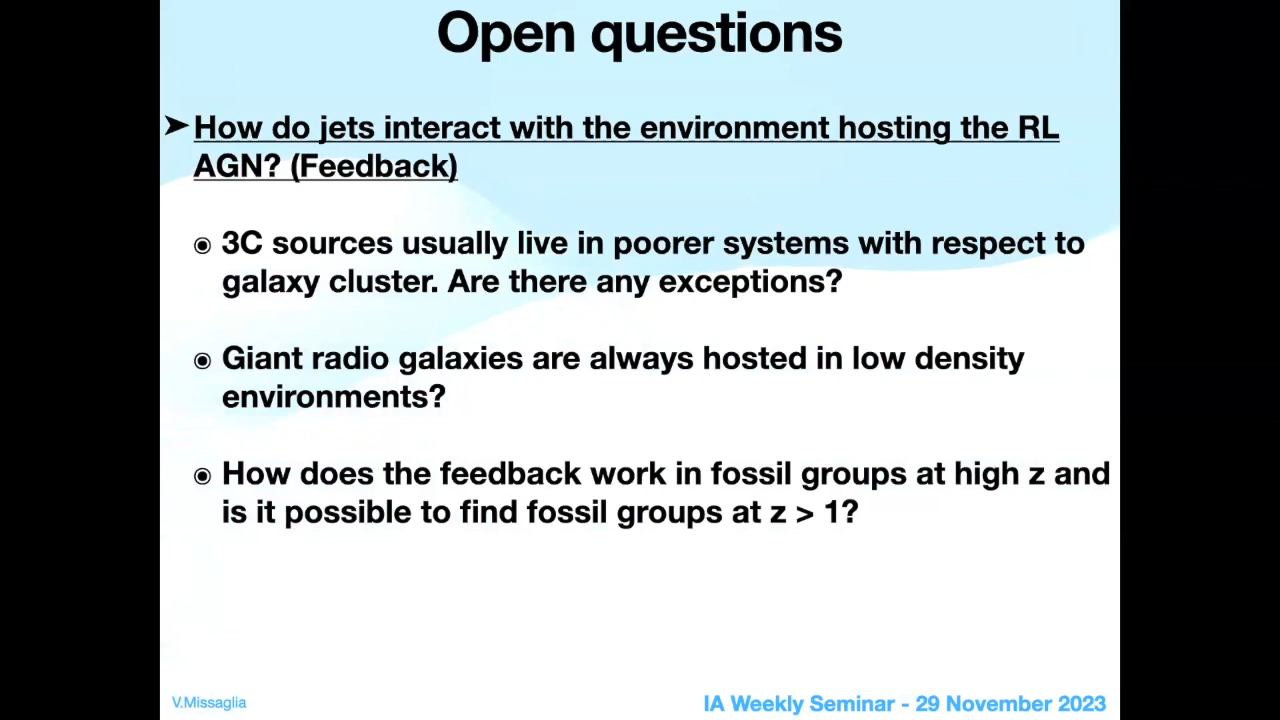 Open questions
➤ How do jets interact with the environment hosting the RL
AGN? (Feedback)
◉ 3C sources usually live in poorer systems with respect to
galaxy cluster. Are there any exceptions?
◉ Giant radio galaxies are always hosted in low density
environments?
◉ How does the feedback work in fossil groups at high z and
is it possible to find fossil groups at z > 1?
V.Missaglia
IA Weekly Seminar - 29 November 2023